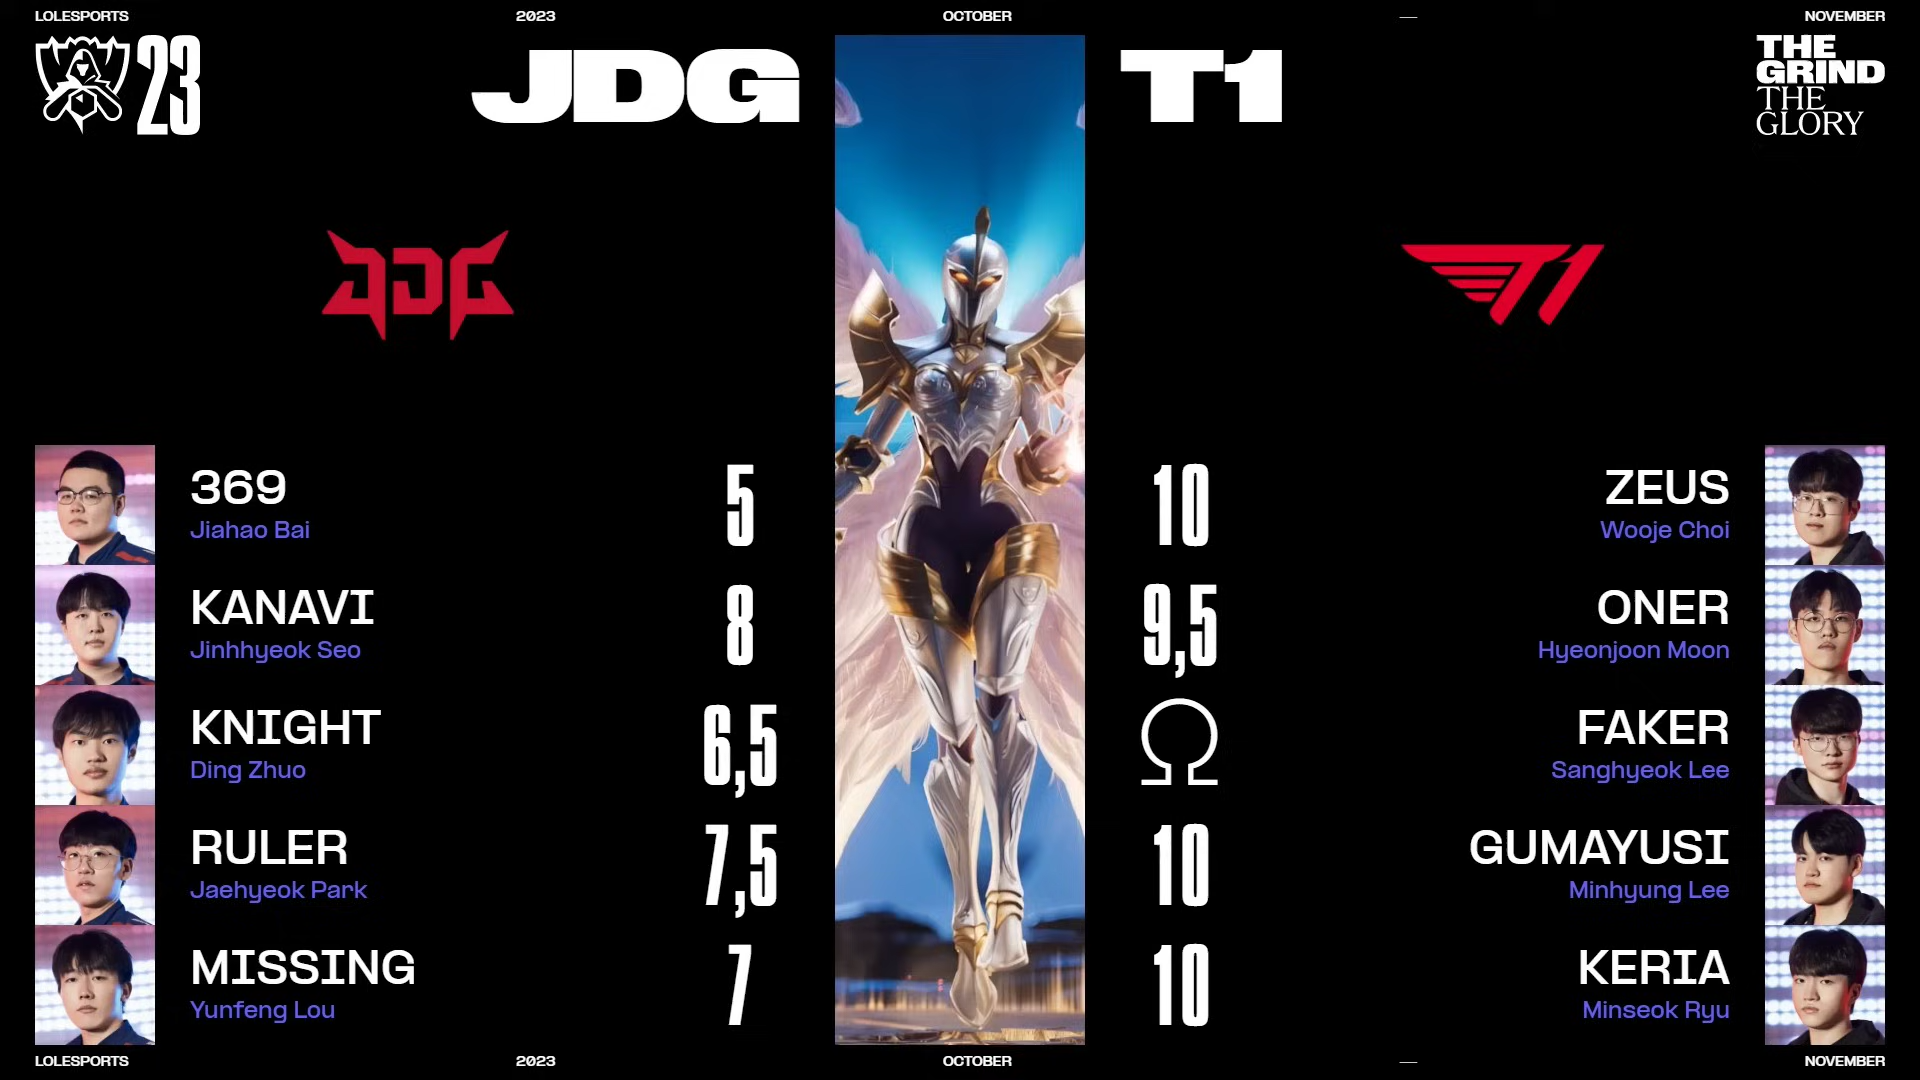 LOLESPORTS 2023 OCTOBER — NOVEMBER
23
JDG
T1
THE
GRIND
THE
GLORY
JDG
T1
369
Jiahao Bai
5
10
ZEUS
Wooje Choi
KANAVI
Jinhhyeok Seo
8
9,5
ONER
Hyeonjoon Moon
KNIGHT
Ding Zhuo
6,5
Ω
FAKER
Sanghyeok Lee
RULER
Jaehyeok Park
7,5
10
GUMAYUSI
Minhyung Lee
MISSING
Yunfeng Lou
7
10
KERIA
Minseok Ryu
LOLESPORTS 2023 OCTOBER — NOVEMBER